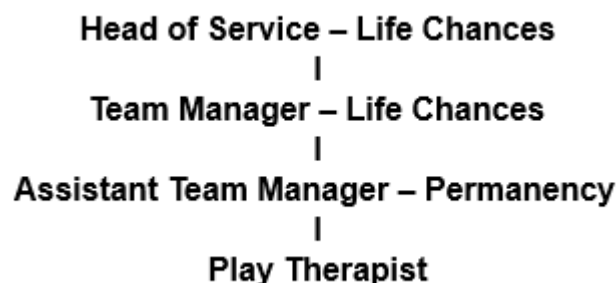 Head of Service – Life Chances
|
Team Manager – Life Chances
|
Assistant Team Manager – Permanency
|
Play Therapist